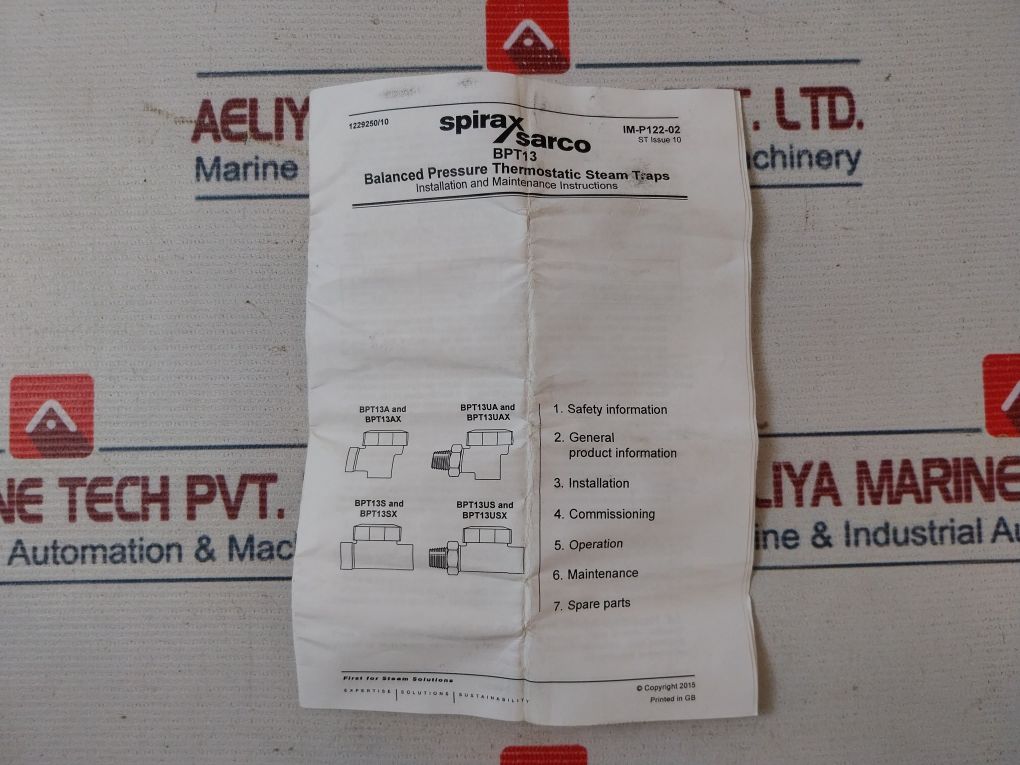 AELIYA
T. LTD.
Marine
achinery
1229250/10
spirax
sarco
IM-P122-02
ST Issue 10
BPT13
Balanced Pressure Thermostatic Steam Traps
Installation and Maintenance Instructions
BPT13A and
BPT13AX
BPT13UA and
BPT13UAX
BPT13S and
BPT13SX
BPT13US and
BPT13USX
1. Safety information
2. General
product information
3. Installation
4. Commissioning
5. Operation
6. Maintenance
7. Spare parts
First for Steam Solutions
EXPERTISE | SOLUTIONS | SUSTAINABILITY
© Copyright 2015
Printed in GB
NE TECH PVT.
Automation & Mac
ELIYA MARINE
ine & Industrial Au